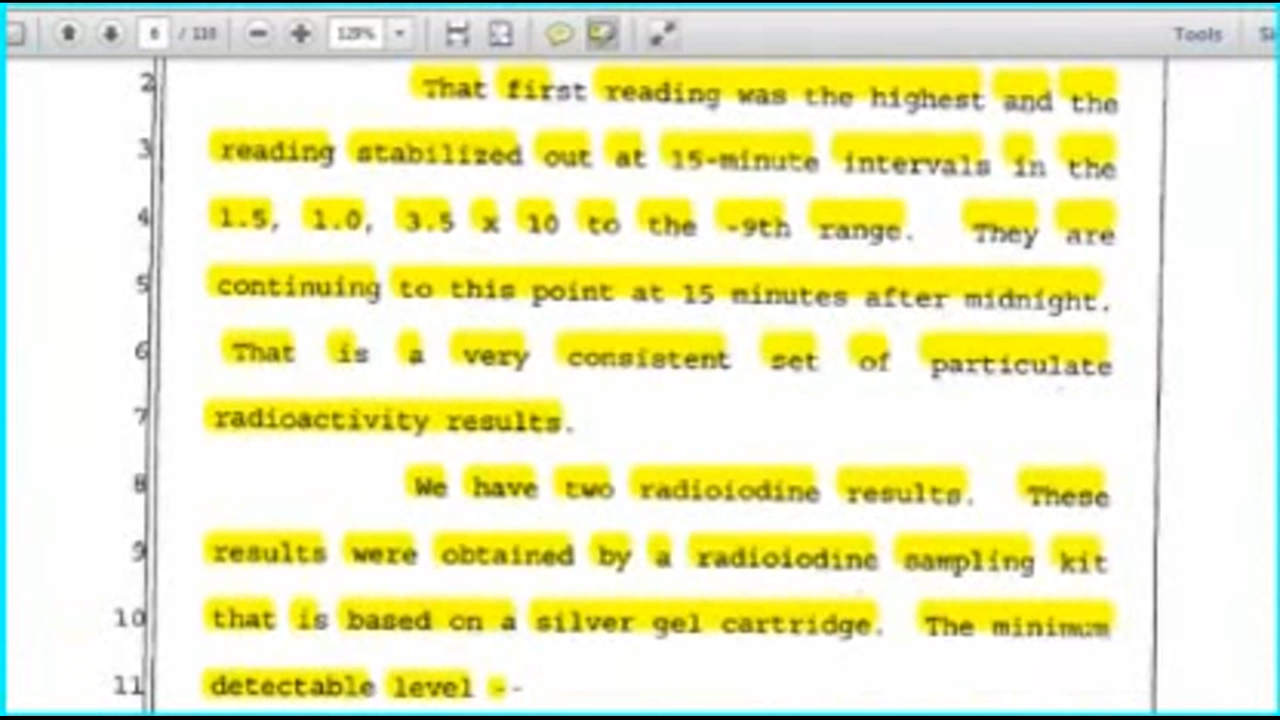 6 / 110 129% Tools
2 That first reading was the highest and the
3 reading stabilized out at 15-minute intervals in the
4 1.5, 1.0, 3.5 x 10 to the -9th range. They are
5 continuing to this point at 15 minutes after midnight.
6 That is a very consistent set of particulate
7 radioactivity results.
8 We have two radioiodine results. These
9 results were obtained by a radioiodine sampling kit
10 that is based on a silver gel cartridge. The minimum
11 detectable level --